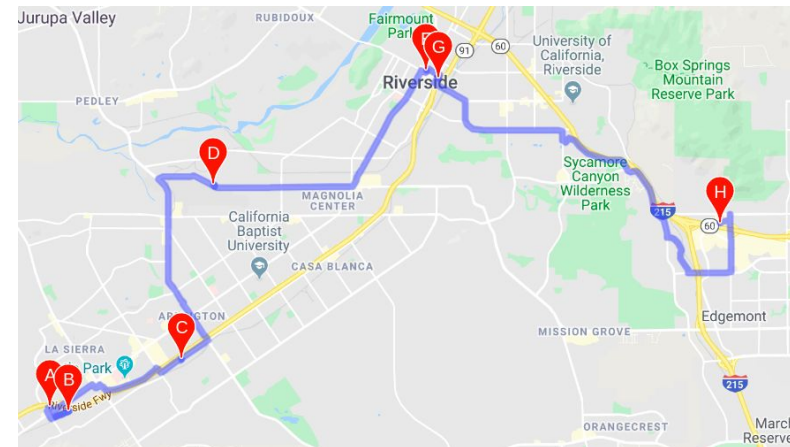 Jurupa Valley
RUBIDOUX
Fairmount
Park
G
91
60
University of
California,
Riverside
Box Springs
Mountain
Reserve Park
Riverside
PEDLEY
D
Sycamore
Canyon
Wilderness
Park
MAGNOLIA
CENTER
H
215
60
California
Baptist
University
CASA BLANCA
C
MISSION GROVE
Edgemont
LA SIERRA
Park
A
B
Riverside Fwy
215
ORANGECREST
Marc
Reserve